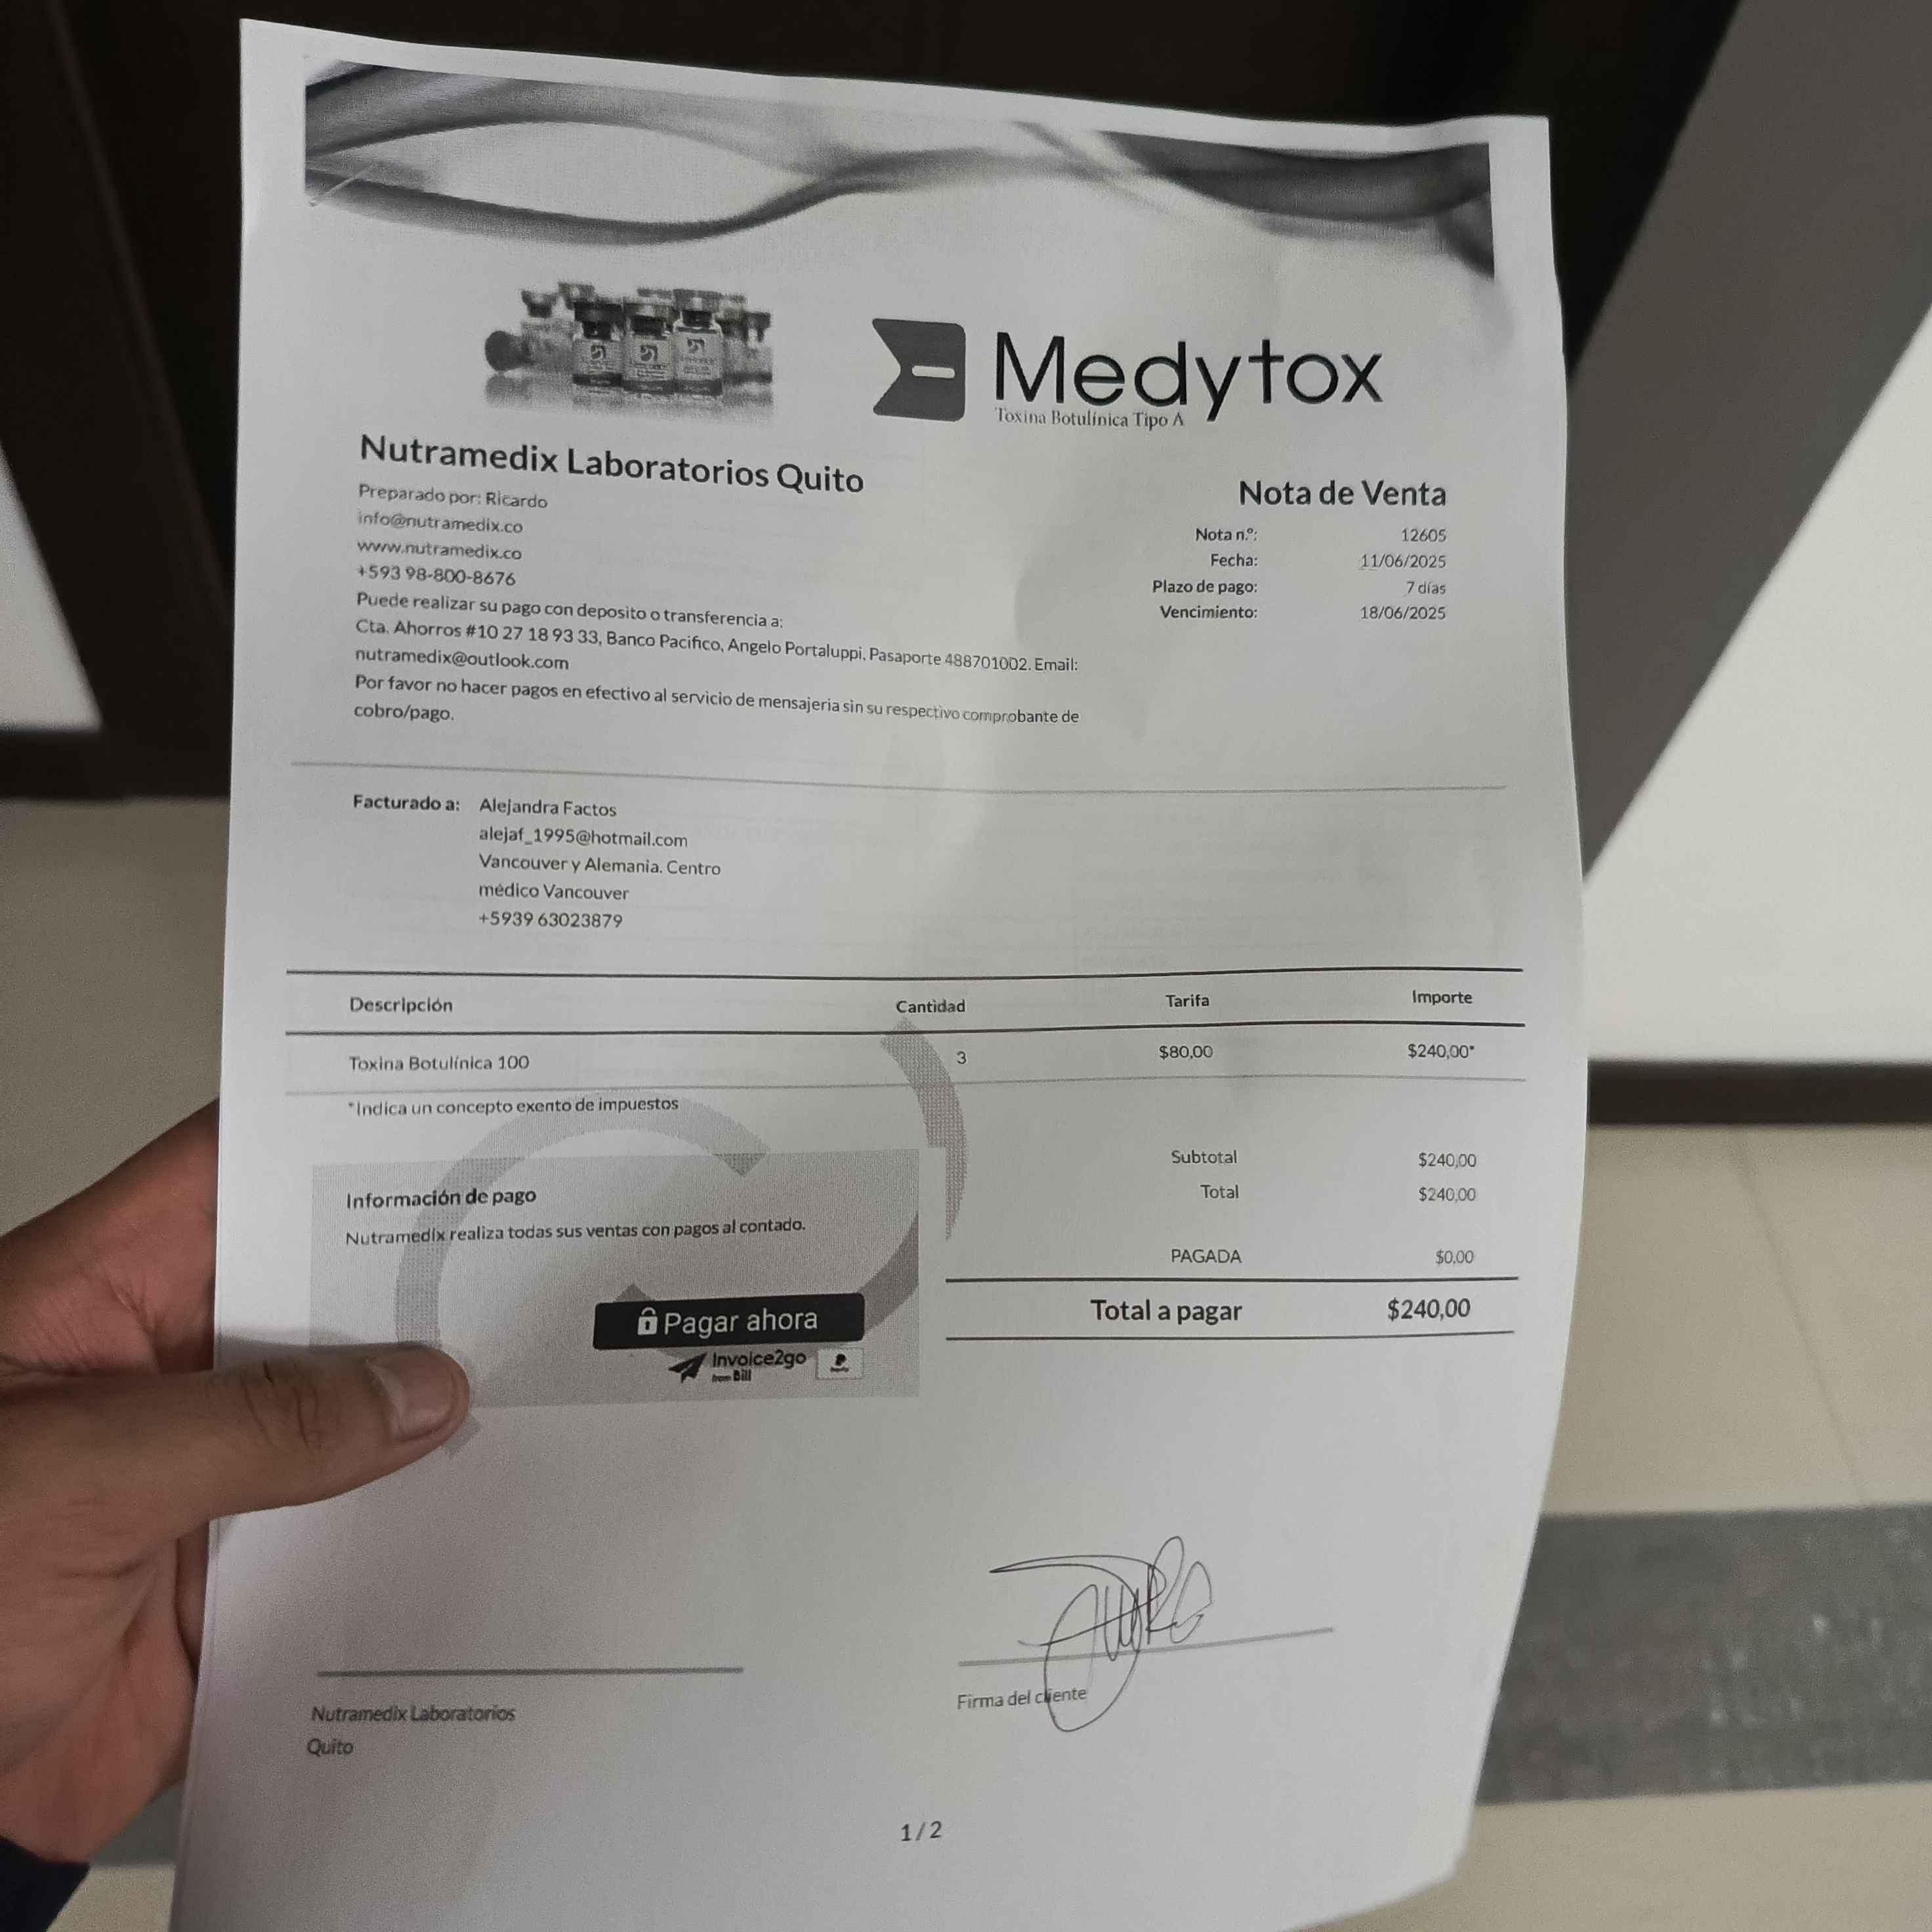 Medytox
Toxina Botulínica Tipo A
Nutramedix Laboratorios Quito
Preparado por: Ricardo
info@nutramedix.co
www.nutramedix.co
+593 98-800-8676
Puede realizar su pago con deposito o transferencia a:
Cta. Ahorros #10 27 18 93 33, Banco Pacifico, Angelo Portaluppi, Pasaporte 488701002. Email:
nutramedix@outlook.com
Por favor no hacer pagos en efectivo al servicio de mensajeria sin su respectivo comprobante de
cobro/pago.
Nota de Venta
Nota n.º: 12605
Fecha: 11/06/2025
Plazo de pago: 7 días
Vencimiento: 18/06/2025
Facturado a: Alejandra Factos
alejaf_1995@hotmail.com
Vancouver y Alemania. Centro
médico Vancouver
+5939 63023879
Descripción Cantidad Tarifa Importe
Toxina Botulínica 100 3 $80,00 $240,00*
*Indica un concepto exento de impuestos
Subtotal $240,00
Total $240,00
PAGADA $0,00
Total a pagar $240,00
Información de pago
Nutramedix realiza todas sus ventas con pagos al contado.
Pagar ahora
Invoice2go
from Bill
Nutramedix Laboratorios
Quito
Firma del cliente
1/2